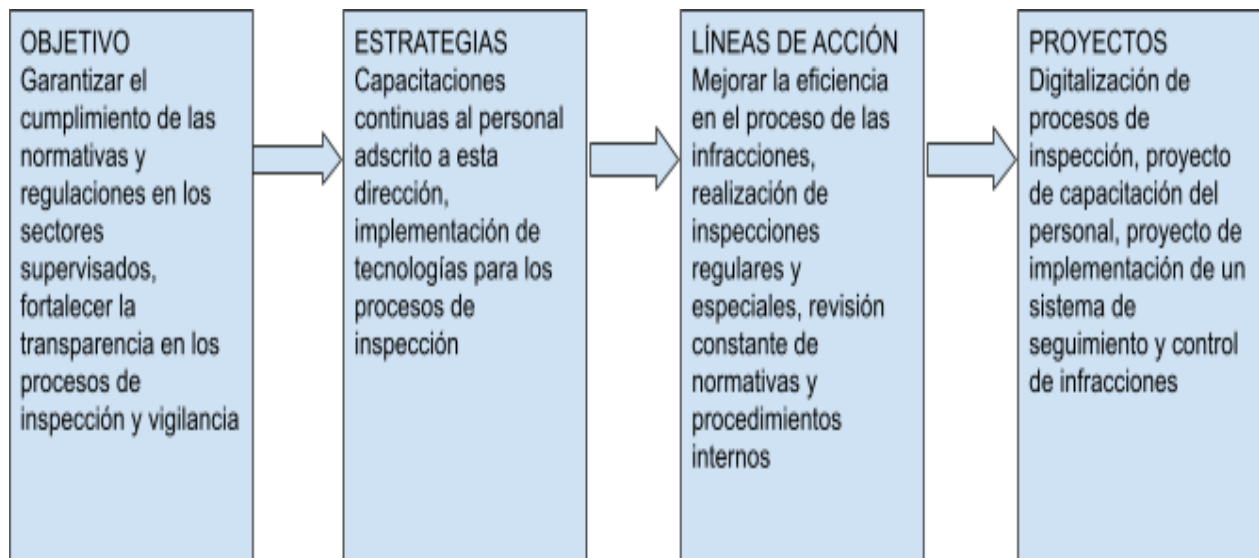 OBJETIVO
Garantizar el
cumplimiento de las
normativas y
regulaciones en los
sectores
supervisados,
fortalecer la
transparencia en los
procesos de
inspección y vigilancia
ESTRATEGIAS
Capacitaciones
continuas al personal
adscrito a esta
dirección,
implementación de
tecnologías para los
procesos de
inspección
LÍNEAS DE ACCIÓN
Mejorar la eficiencia
en el proceso de las
infracciones,
realización de
inspecciones
regulares y
especiales, revisión
constante de
normativas y
procedimientos
internos
PROYECTOS
Digitalización de
procesos de
inspección, proyecto
de capacitación del
personal, proyecto de
implementación de un
sistema de
seguimiento y control
de infracciones